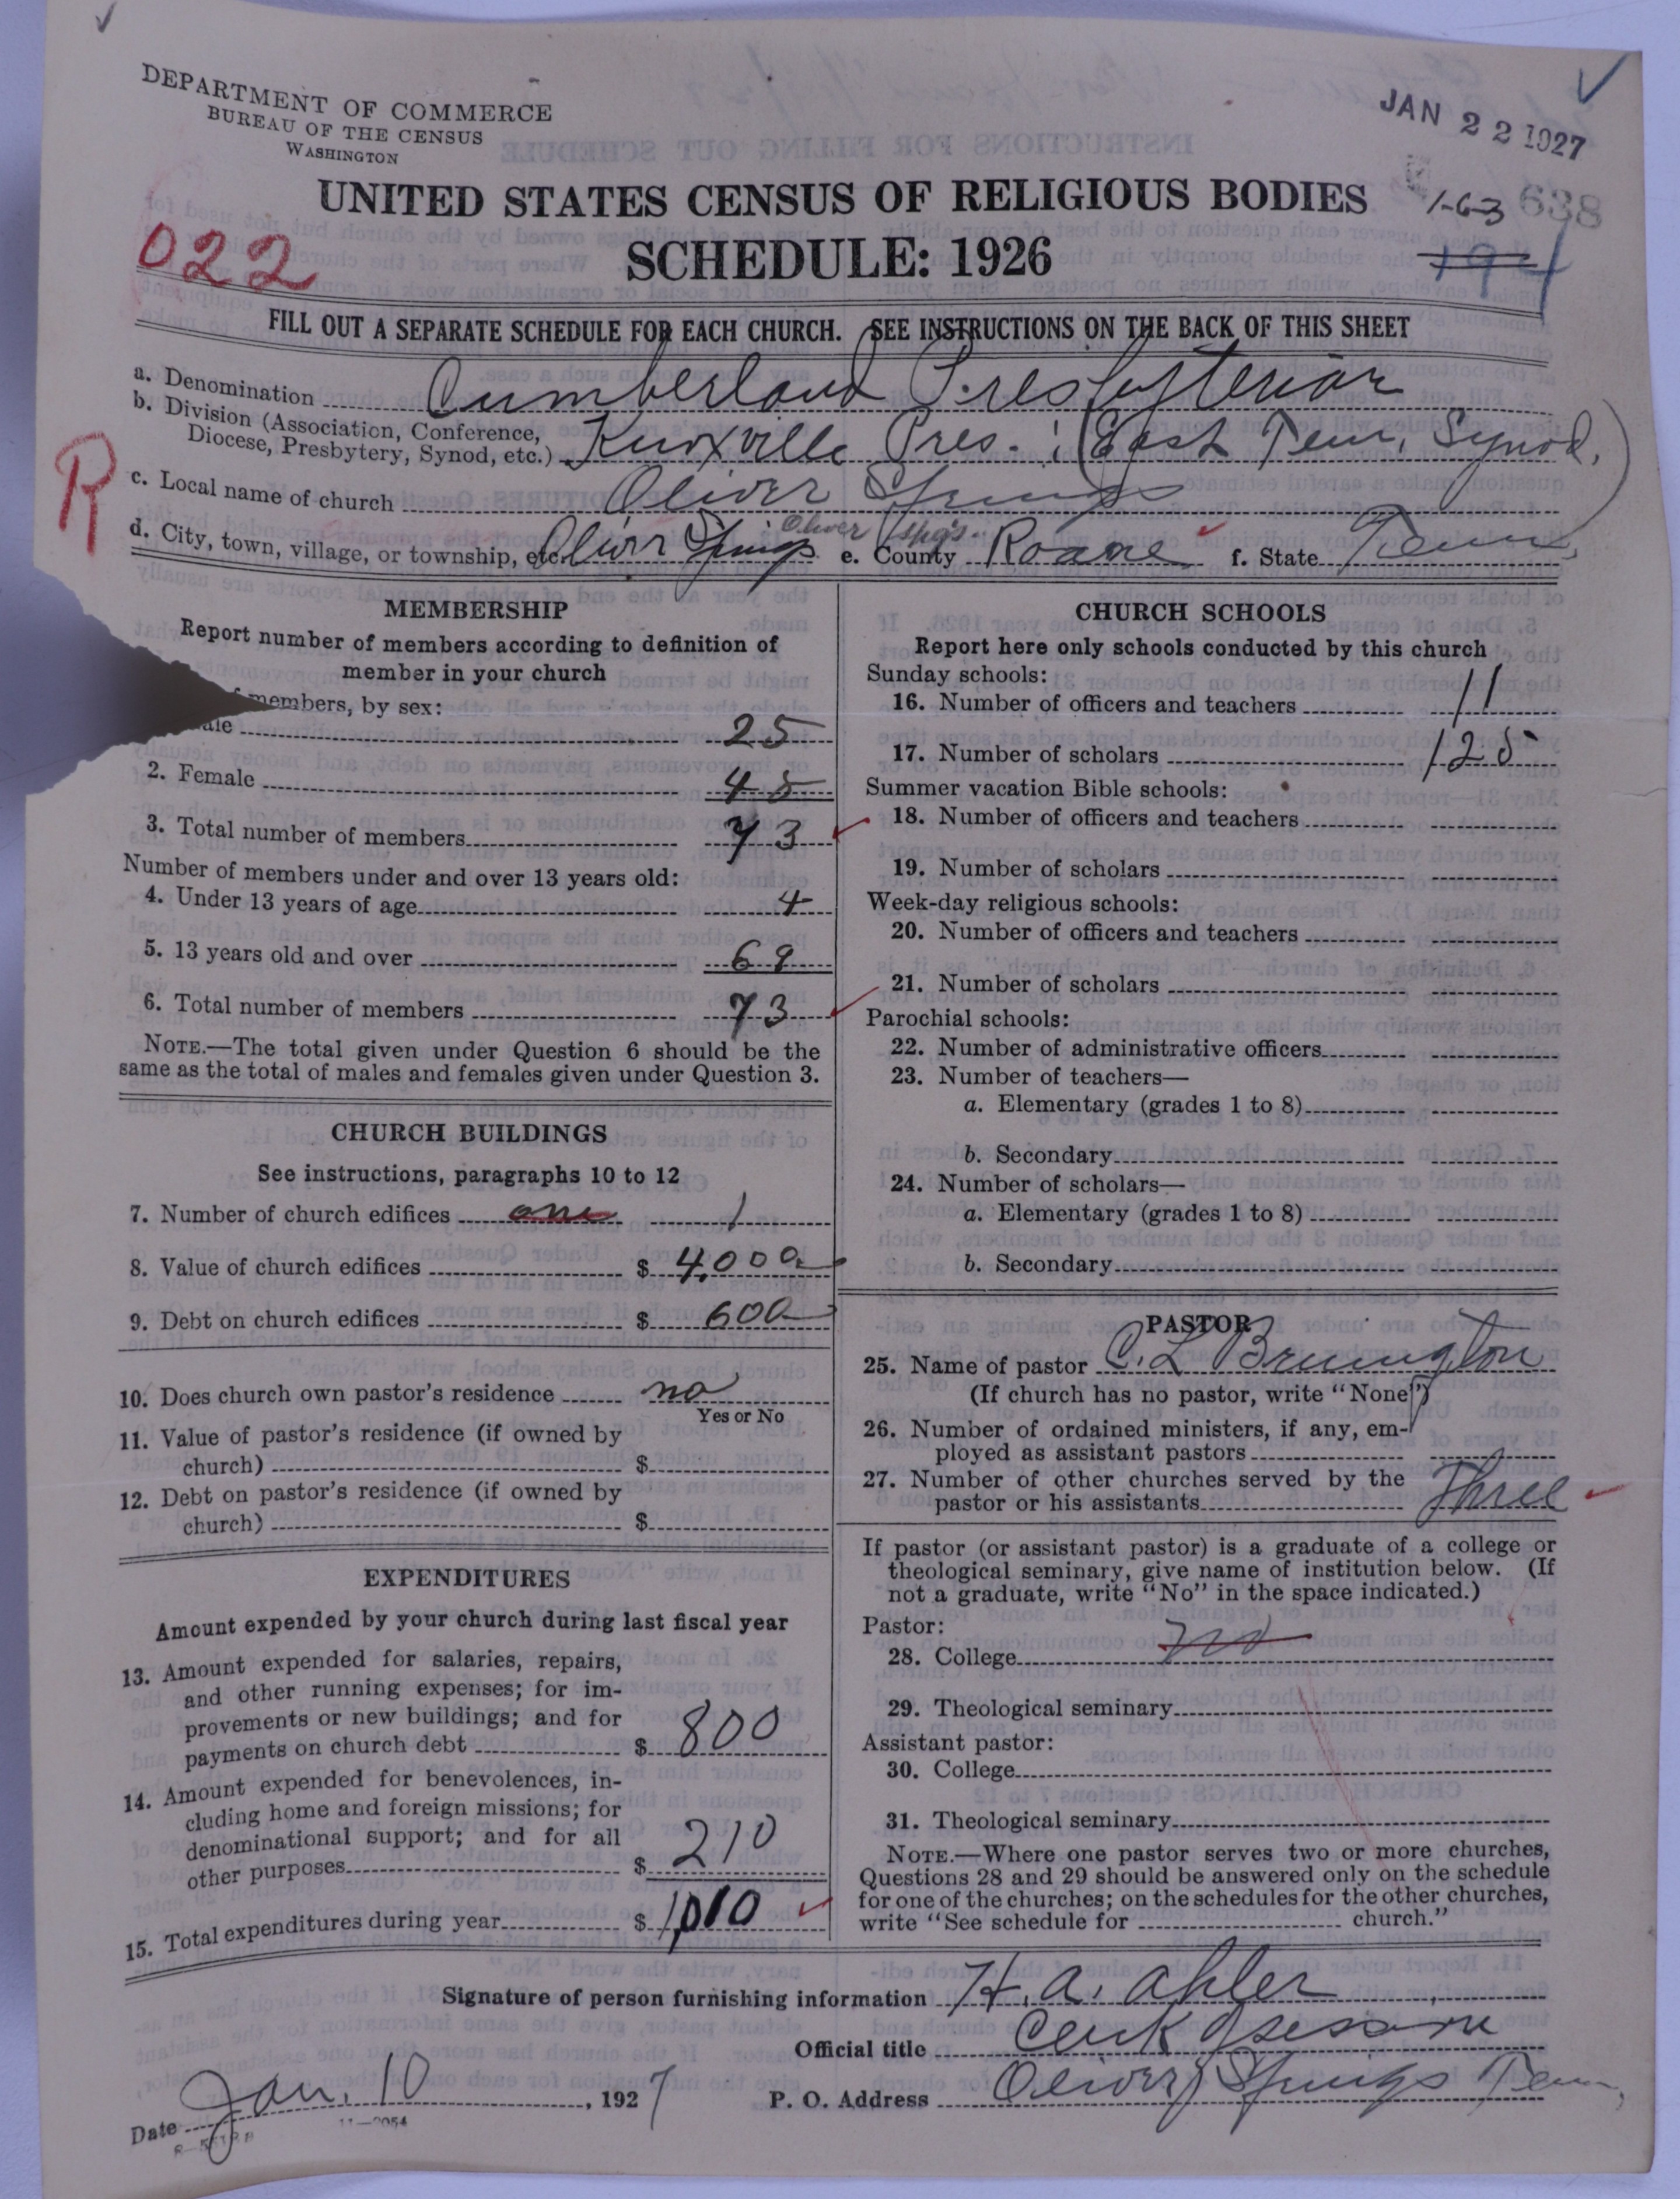 DEPARTMENT OF COMMERCE
BUREAU OF THE CENSUS
WASHINGTON
JAN 22 1927
UNITED STATES CENSUS OF RELIGIOUS BODIES
1-63 638
022
SCHEDULE: 1926
194
FILL OUT A SEPARATE SCHEDULE FOR EACH CHURCH. SEE INSTRUCTIONS ON THE BACK OF THIS SHEET
a. Denomination Cumberland Presbyterian
b. Division (Association, Conference,
Diocese, Presbytery, Synod, etc.) Knoxville Pres. (East Tenn. Synod.)
R
c. Local name of church Oliver Springs
Oliver Spgs.
d. City, town, village, or township, etc. Oliver Springs e. County Roane f. State Tenn.
MEMBERSHIP
Report number of members according to definition of
member in your church
members, by sex:
ale 25
2. Female 48
3. Total number of members 73
Number of members under and over 13 years old:
4. Under 13 years of age 4
5. 13 years old and over 69
6. Total number of members 73
NOTE.—The total given under Question 6 should be the
same as the total of males and females given under Question 3.
CHURCH BUILDINGS
See instructions, paragraphs 10 to 12
7. Number of church edifices one 1
8. Value of church edifices $ 4,000
9. Debt on church edifices $ 600
10. Does church own pastor's residence no
Yes or No
11. Value of pastor's residence (if owned by
church) $
12. Debt on pastor's residence (if owned by
church) $
EXPENDITURES
Amount expended by your church during last fiscal year
13. Amount expended for salaries, repairs,
and other running expenses; for im-
provements or new buildings; and for
payments on church debt $ 800
14. Amount expended for benevolences, in-
cluding home and foreign missions; for
denominational support; and for all
other purposes $ 210
15. Total expenditures during year $ 1,010
CHURCH SCHOOLS
Report here only schools conducted by this church
Sunday schools:
16. Number of officers and teachers 11
17. Number of scholars 125
Summer vacation Bible schools:
18. Number of officers and teachers
19. Number of scholars
Week-day religious schools:
20. Number of officers and teachers
21. Number of scholars
Parochial schools:
22. Number of administrative officers
23. Number of teachers—
a. Elementary (grades 1 to 8)
b. Secondary
24. Number of scholars—
a. Elementary (grades 1 to 8)
b. Secondary
PASTOR
25. Name of pastor C. L.
(If church has no pastor, write "None")
26. Number of ordained ministers, if any, em-
ployed as assistant pastors
27. Number of other churches served by the
pastor or his assistants Three
If pastor (or assistant pastor) is a graduate of a college or
theological seminary, give name of institution below. (If
not a graduate, write "No" in the space indicated.)
Pastor:
28. College no
29. Theological seminary
Assistant pastor:
30. College
31. Theological seminary
NOTE.—Where one pastor serves two or more churches,
Questions 28 and 29 should be answered only on the schedule
for one of the churches; on the schedules for the other churches,
write "See schedule for church."
Signature of person furnishing information H. A. Ahler
Official title Clerk Session
Date Jan. 10, 1927 P. O. Address Oliver Springs Tenn.
11—2054